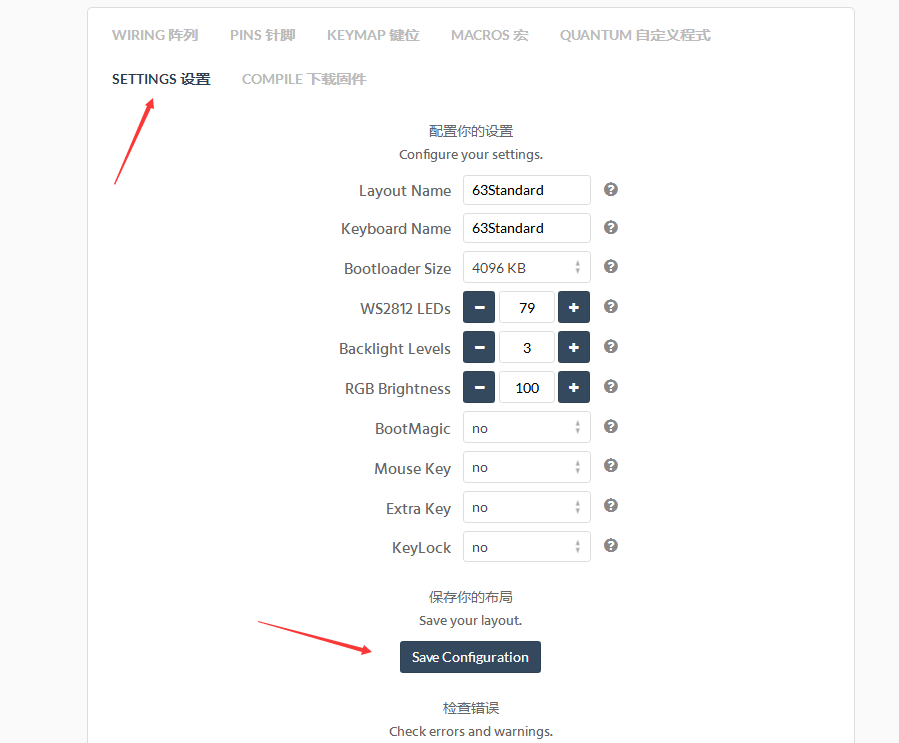 WIRING 阵列 PINS 针脚 KEYMAP 键位 MACROS 宏 QUANTUM 自定义程式
SETTINGS 设置 COMPILE 下载固件
配置你的设置
Configure your settings.
Layout Name 63Standard
Keyboard Name 63Standard
Bootloader Size 4096 KB
WS2812 LEDs 79
Backlight Levels 3
RGB Brightness 100
BootMagic no
Mouse Key no
Extra Key no
KeyLock no
保存你的布局
Save your layout.
Save Configuration
检查错误
Check errors and warnings.